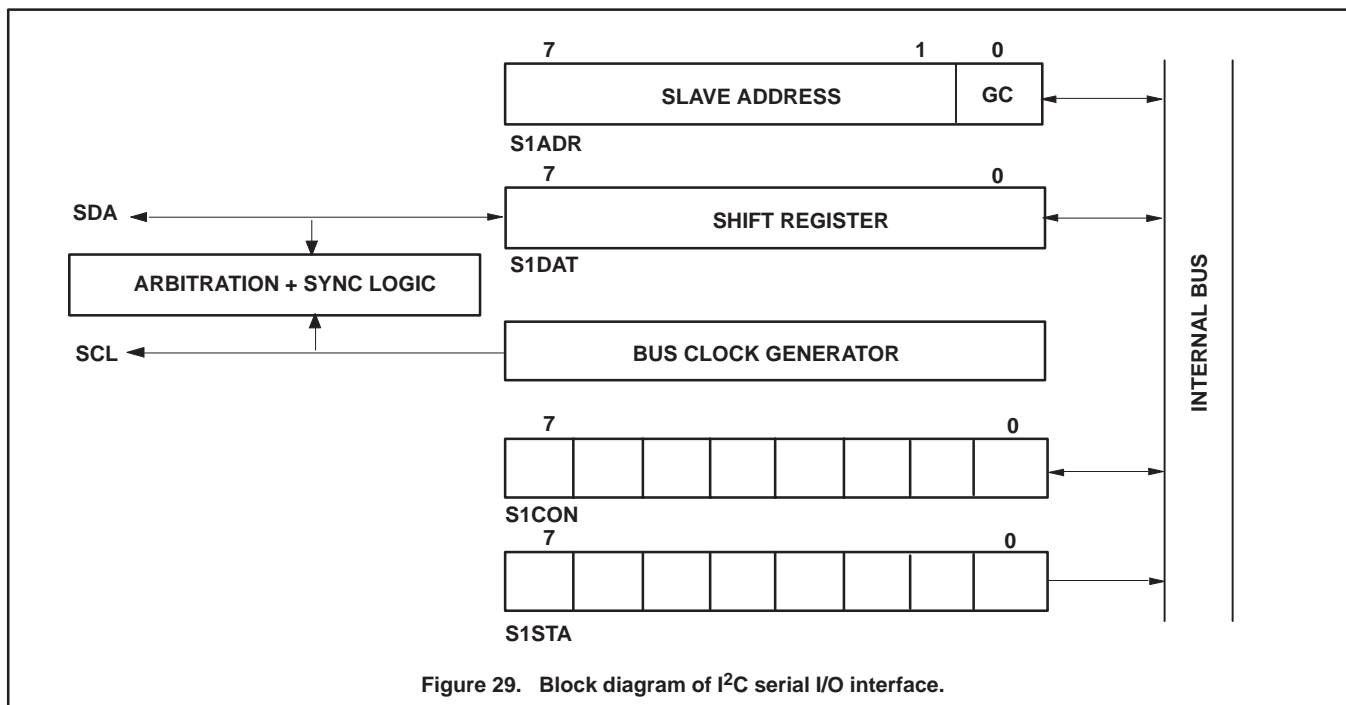 7 1 0
SLAVE ADDRESS GC
S1ADR
7 0
SDA
SHIFT REGISTER
S1DAT
ARBITRATION + SYNC LOGIC
SCL
BUS CLOCK GENERATOR
INTERNAL BUS
7 0
S1CON
7 0
S1STA
Figure 29. Block diagram of I²C serial I/O interface.